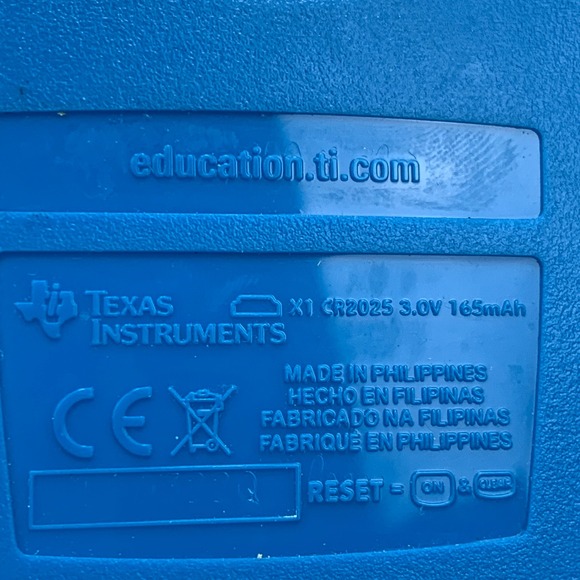 education.ti.com
TEXAS INSTRUMENTS
X1 CR2025 3.0V 165mAh
MADE IN PHILIPPINES
HECHO EN FILIPINAS
FABRICADO NA FILIPINAS
FABRIQUÉ EN PHILIPPINES
RESET = ON & CLEAR